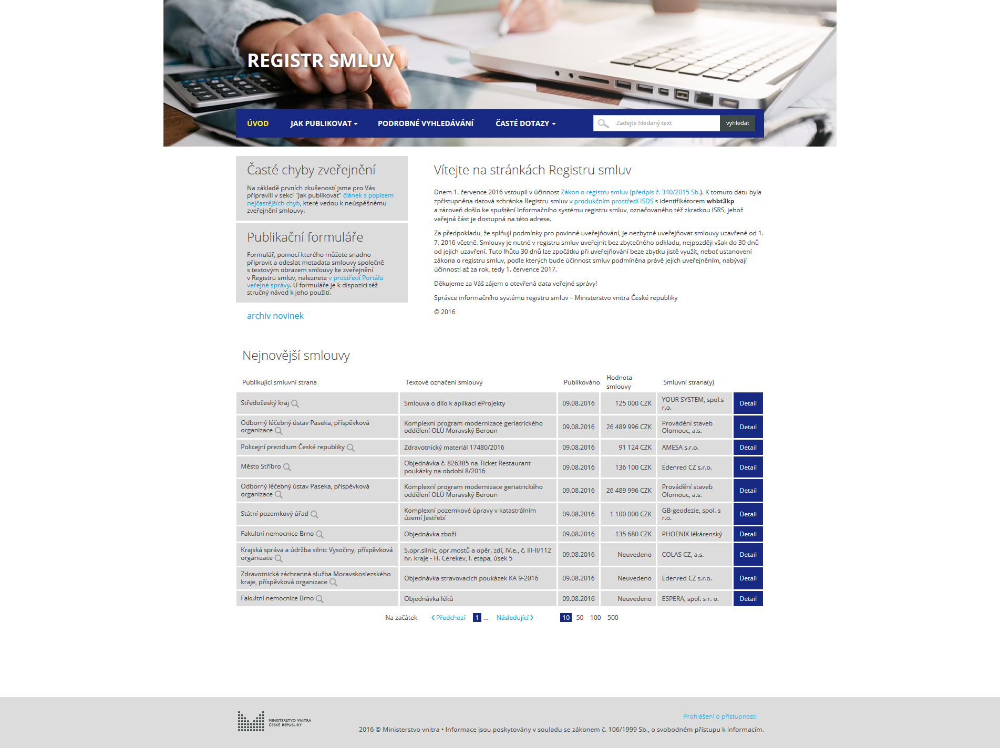 REGISTR SMLUV
ÚVOD
JAK PUBLIKOVAT
PODROBNÉ VYHLEDÁVÁNÍ
ČASTÉ DOTAZY
Zadejte hledaný text
vyhledat
Časté chyby zveřejnění
Na základě prvních zkušeností jsme pro Vás
připravili v sekci "Jak publikovat" článek s popisem
nejčastějších chyb, které vedou k neúspěšnému
zveřejnění smlouvy.
Publikační formuláře
Formulář, pomocí kterého můžete snadno
připravit a odeslat metadata smlouvy společně
s textovým obrazem smlouvy ke zveřejnění
v Registru smluv, naleznete v prostředí Portálu
veřejné správy. U formuláře je k dispozici též
stručný návod k jeho použití.
archiv novinek
Vítejte na stránkách Registru smluv
Dnem 1. července 2016 vstoupil v účinnost Zákon o registru smluv (předpis č. 340/2015 Sb.). K tomuto datu byla
zpřístupněna datová schránka Registru smluv v produkčním prostředí ISDS s identifikátorem whbt3kp
a zároveň došlo ke spuštění Informačního systému registru smluv, označovaného též zkratkou ISRS, jehož
veřejná část je dostupná na této adrese.
Za předpokladu, že splňují podmínky pro povinné uveřejňování, je nezbytné uveřejňovat smlouvy uzavřené od 1.
7. 2016 včetně. Smlouvy je nutné v registru smluv uveřejnit bez zbytečného odkladu, nejpozději však do 30 dnů
od jejich uzavření. Tuto lhůtu 30 dnů lze zpočátku při uveřejňování beze zbytku jistě využít, neboť ustanovení
zákona o registru smluv, podle kterých bude účinnost smluv podmíněna právě jejich uveřejněním, nabývají
účinnosti až za rok, tedy 1. července 2017.
Děkujeme za Váš zájem o otevřená data veřejné správy!
Správce informačního systému registru smluv – Ministerstvo vnitra České republiky
© 2016
Nejnovější smlouvy
Publikující smluvní strana
Textové označení smlouvy
Publikováno
Hodnota
smlouvy
Smluvní strana(y)
Středočeský kraj
Smlouva o dílo k aplikaci eProjekty
09.08.2016
125 000 CZK
YOUR SYSTEM, spol.s
r.o.
Detail
Odborný léčebný ústav Paseka, příspěvková
organizace
Komplexní program modernizace geriatrického
oddělení OLÚ Moravský Beroun
09.08.2016
26 489 996 CZK
Provádění staveb
Olomouc, a.s.
Detail
Policejní prezidium České republiky
Zdravotnický materiál 17480/2016
09.08.2016
91 124 CZK
AMESA s.r.o.
Detail
Město Stříbro
Objednávka č. 826385 na Ticket Restaurant
poukázky na období 8/2016
09.08.2016
136 100 CZK
Edenred CZ s.r.o.
Detail
Odborný léčebný ústav Paseka, příspěvková
organizace
Komplexní program modernizace geriatrického
oddělení OLÚ Moravský Beroun
09.08.2016
26 489 996 CZK
Provádění staveb
Olomouc, a.s.
Detail
Státní pozemkový úřad
Komplexní pozemkové úpravy v katastrálním
území Jestřebí
09.08.2016
1 100 000 CZK
GB-geodezie, spol. s
r.o.
Detail
Fakultní nemocnice Brno
Objednávka zboží
09.08.2016
135 680 CZK
PHOENIX lékárenský
Detail
Krajská správa a údržba silnic Vysočiny, příspěvková
organizace
S.opr.silnic, opr.mostů a opěr. zdí, IV.e., č. III-II/112
hr. kraje - H. Cerekev, I. etapa, úsek 5
09.08.2016
Neuvedeno
COLAS CZ, a.s.
Detail
Zdravotnická záchranná služba Moravskoslezského
kraje, příspěvková organizace
Objednávka stravovacích poukázek KA 9-2016
09.08.2016
Neuvedeno
Edenred CZ s.r.o.
Detail
Fakultní nemocnice Brno
Objednávka léků
09.08.2016
Neuvedeno
ESPERA, spol. s r. o.
Detail
Na začátek
Předchozí
1 ...
Následující
10 50 100 500
MINISTERSTVO VNITRA
ČESKÉ REPUBLIKY
Prohlášení o přístupnosti
2016 © Ministerstvo vnitra • Informace jsou poskytovány v souladu se zákonem č. 106/1999 Sb., o svobodném přístupu k informacím.